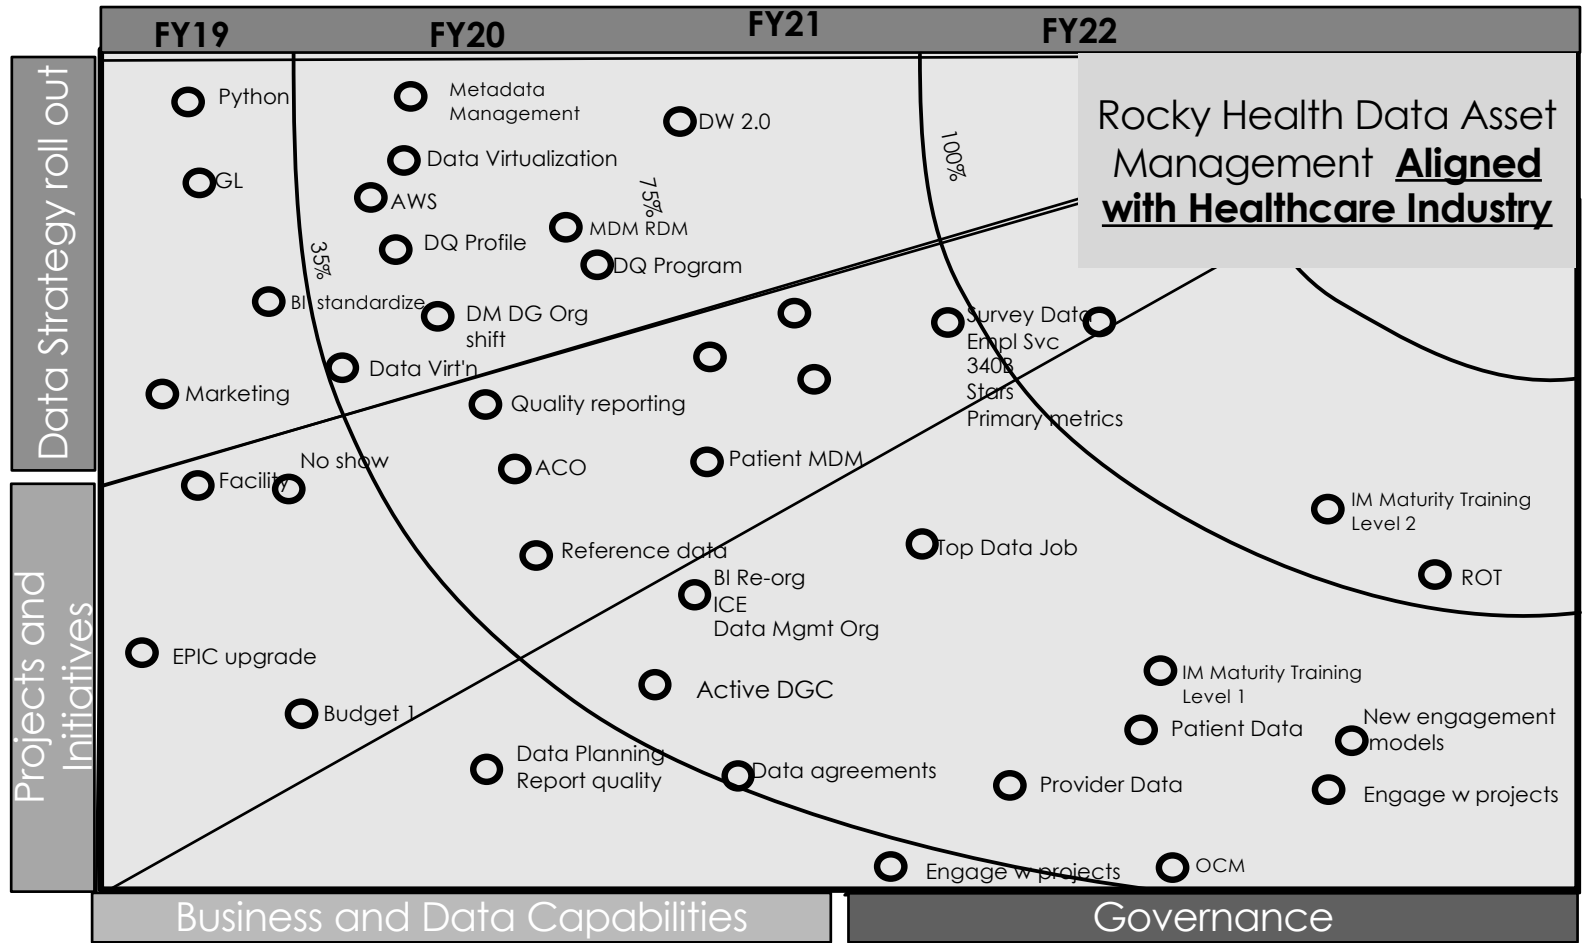 FY19
FY20
FY21
FY22
Data Strategy roll out
Projects and
Initiatives
Rocky Health Data Asset
Management Aligned
with Healthcare Industry
Python
Metadata
Management
DW 2.0
100%
Data Virtualization
GL
AWS
75%
MDM RDM
DQ Profile
35%
DQ Program
BI standardize
DM DG Org
shift
Data Virt'n
Marketing
Survey Data
Empl Svc
340B
Stars
Primary metrics
Quality reporting
No show
Facility
ACO
Patient MDM
IM Maturity Training
Level 2
Reference data
Top Data Job
ROT
BI Re-org
ICE
Data Mgmt Org
EPIC upgrade
Active DGC
IM Maturity Training
Level 1
Budget 1
Patient Data
New engagement
models
Data Planning
Report quality
Data agreements
Provider Data
Engage w projects
Engage w projects
OCM
Business and Data Capabilities
Governance